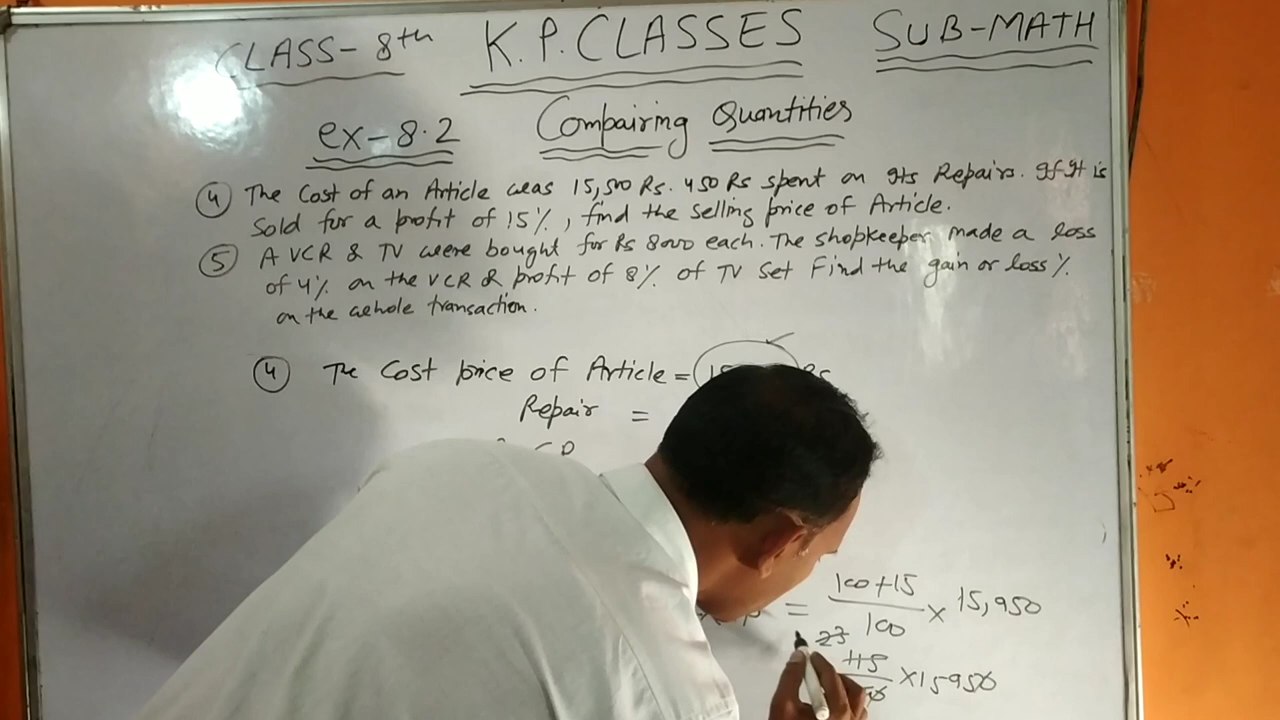 CLASS-8th K.P.CLASSES SUB-MATH
ex-8.2 Compairing Quantities
④ The Cost of an Article was 15,500 Rs. 450 Rs spent on Its Repairs. If It is
Sold for a profit of 15%, find the selling price of Article.
⑤ A VCR & TV were bought for Rs 8000 each. The shopkeeper made a loss
of 4% on the VCR & profit of 8% of TV Set Find the gain or loss %
on the whole transaction.
④ The Cost price of Article = Rs
Repair =
CP
= 100+15/100 × 15,950
23
115 ×15950